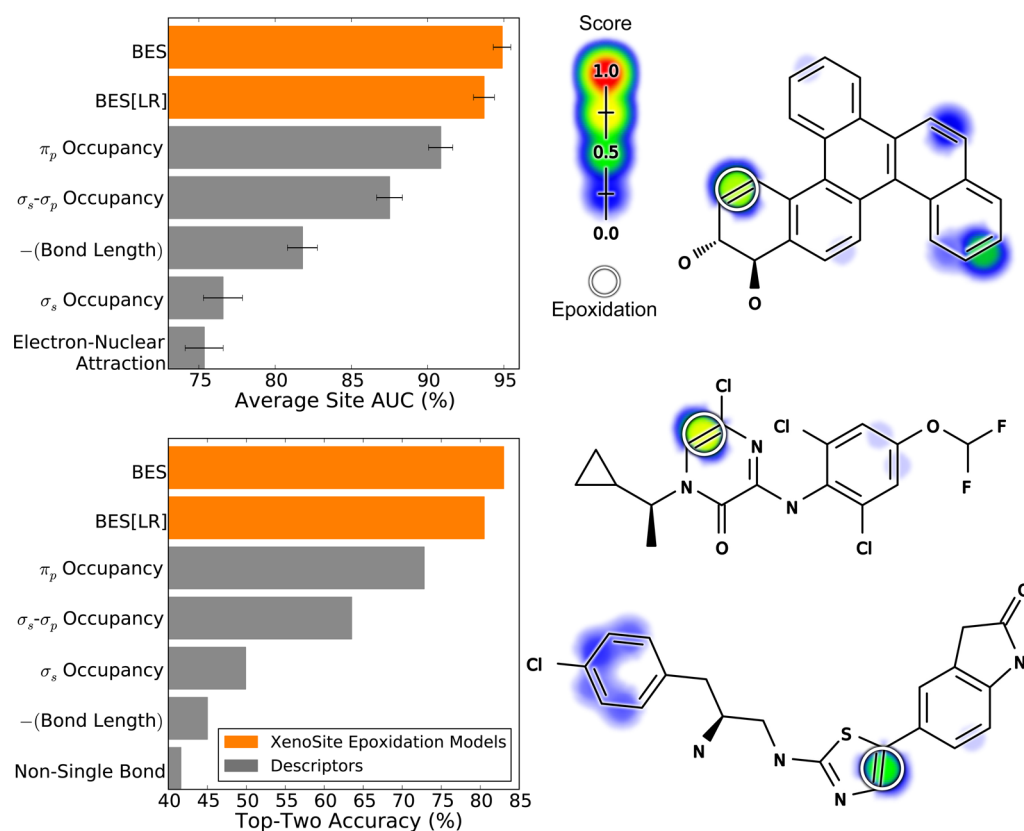 BES
BES[LR]
πp Occupancy
σs-σp Occupancy
−(Bond Length)
σs Occupancy
Electron-Nuclear
Attraction
75 80 85 90 95
Average Site AUC (%)
BES
BES[LR]
πp Occupancy
σs-σp Occupancy
σs Occupancy
−(Bond Length)
Non-Single Bond
XenoSite Epoxidation Models
Descriptors
40 45 50 55 60 65 70 75 80 85
Top-Two Accuracy (%)
Score
1.0
0.5
0.0
Epoxidation
O
O
Cl
Cl
N
O
F
F
N
N
O
Cl
O
N
Cl
S
N
N
N